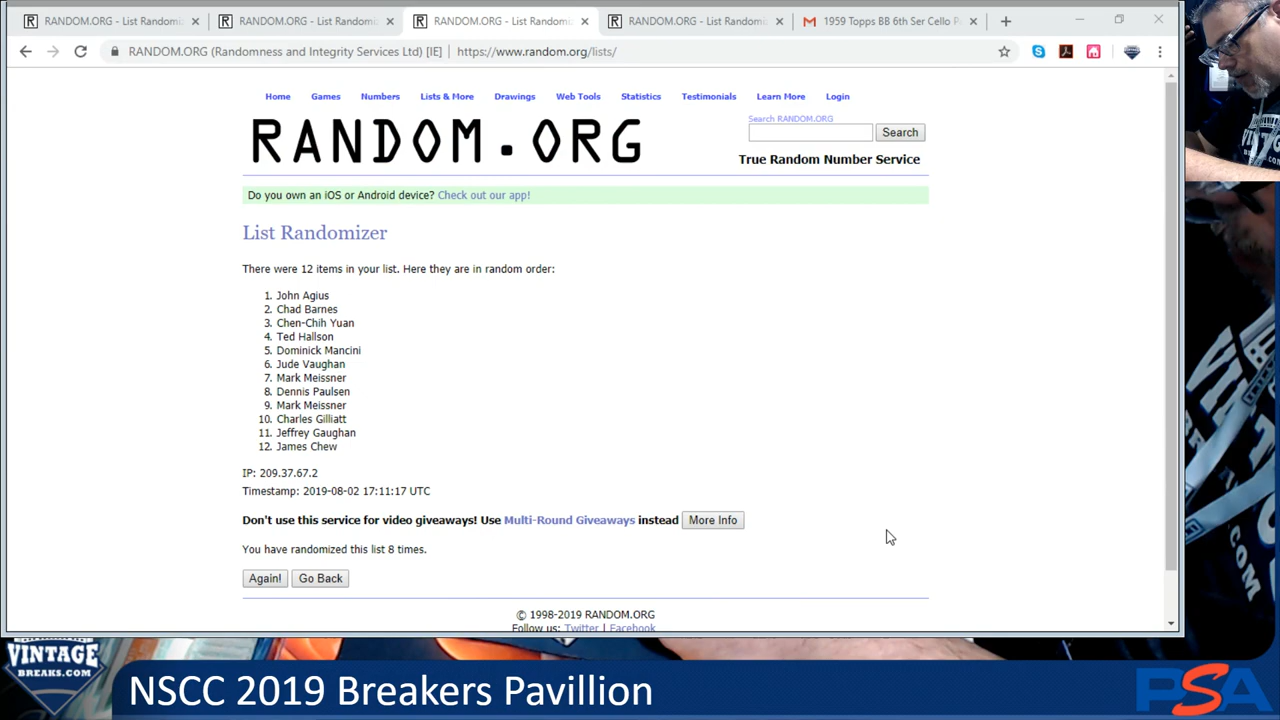 RANDOM.ORG - List Randomi
RANDOM.ORG - List Randomi
RANDOM.ORG - List Randomi
RANDOM.ORG - List Randomi
1959 Topps BB 6th Ser Cello P
RANDOM.ORG (Randomness and Integrity Services Ltd) [IE] | https://www.random.org/lists/
Home Games Numbers Lists & More Drawings Web Tools Statistics Testimonials Learn More Login
RANDOM.ORG
Search RANDOM.ORG
Search
True Random Number Service
Do you own an iOS or Android device? Check out our app!
List Randomizer
There were 12 items in your list. Here they are in random order:
1. John Agius
2. Chad Barnes
3. Chen-Chih Yuan
4. Ted Hallson
5. Dominick Mancini
6. Jude Vaughan
7. Mark Meissner
8. Dennis Paulsen
9. Mark Meissner
10. Charles Gilliatt
11. Jeffrey Gaughan
12. James Chew
IP: 209.37.67.2
Timestamp: 2019-08-02 17:11:17 UTC
Don't use this service for video giveaways! Use Multi-Round Giveaways instead More Info
You have randomized this list 8 times.
Again! Go Back
© 1998-2019 RANDOM.ORG
Follow us: Twitter | Facebook
VINTAGE
BREAKS.COM
NSCC 2019 Breakers Pavillion
PSA